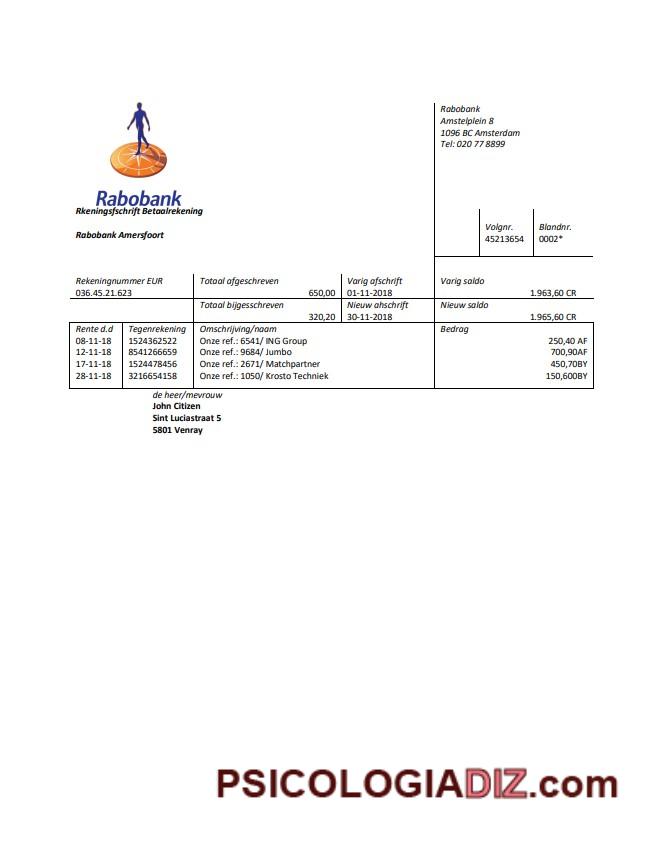 Rabobank
Amstelplein 8
1096 BC Amsterdam
Tel: 020 77 8899
Rabobank
Rkeningsfschrift Betaalrekening
Rabobank Amersfoort
Volgnr. Blandnr.
45213654 0002*
Rekeningnummer EUR Totaal afgeschreven Varig afschrift Varig saldo
036.45.21.623 650,00 01-11-2018 1.963,60 CR
Totaal bijgesschreven Nieuw ahschrift Nieuw saldo
320,20 30-11-2018 1.965,60 CR
Rente d.d Tegenrekening Omschrijving/naam Bedrag
08-11-18 1524362522 Onze ref.: 6541/ ING Group 250,40 AF
12-11-18 8541266659 Onze ref.: 9684/ Jumbo 700,90AF
17-11-18 1524478456 Onze ref.: 2671/ Matchpartner 450,70BY
28-11-18 3216654158 Onze ref.: 1050/ Krosto Techniek 150,600BY
de heer/mevrouw
John Citizen
Sint Luciastraat 5
5801 Venray
PSICOLOGIADIZ.com